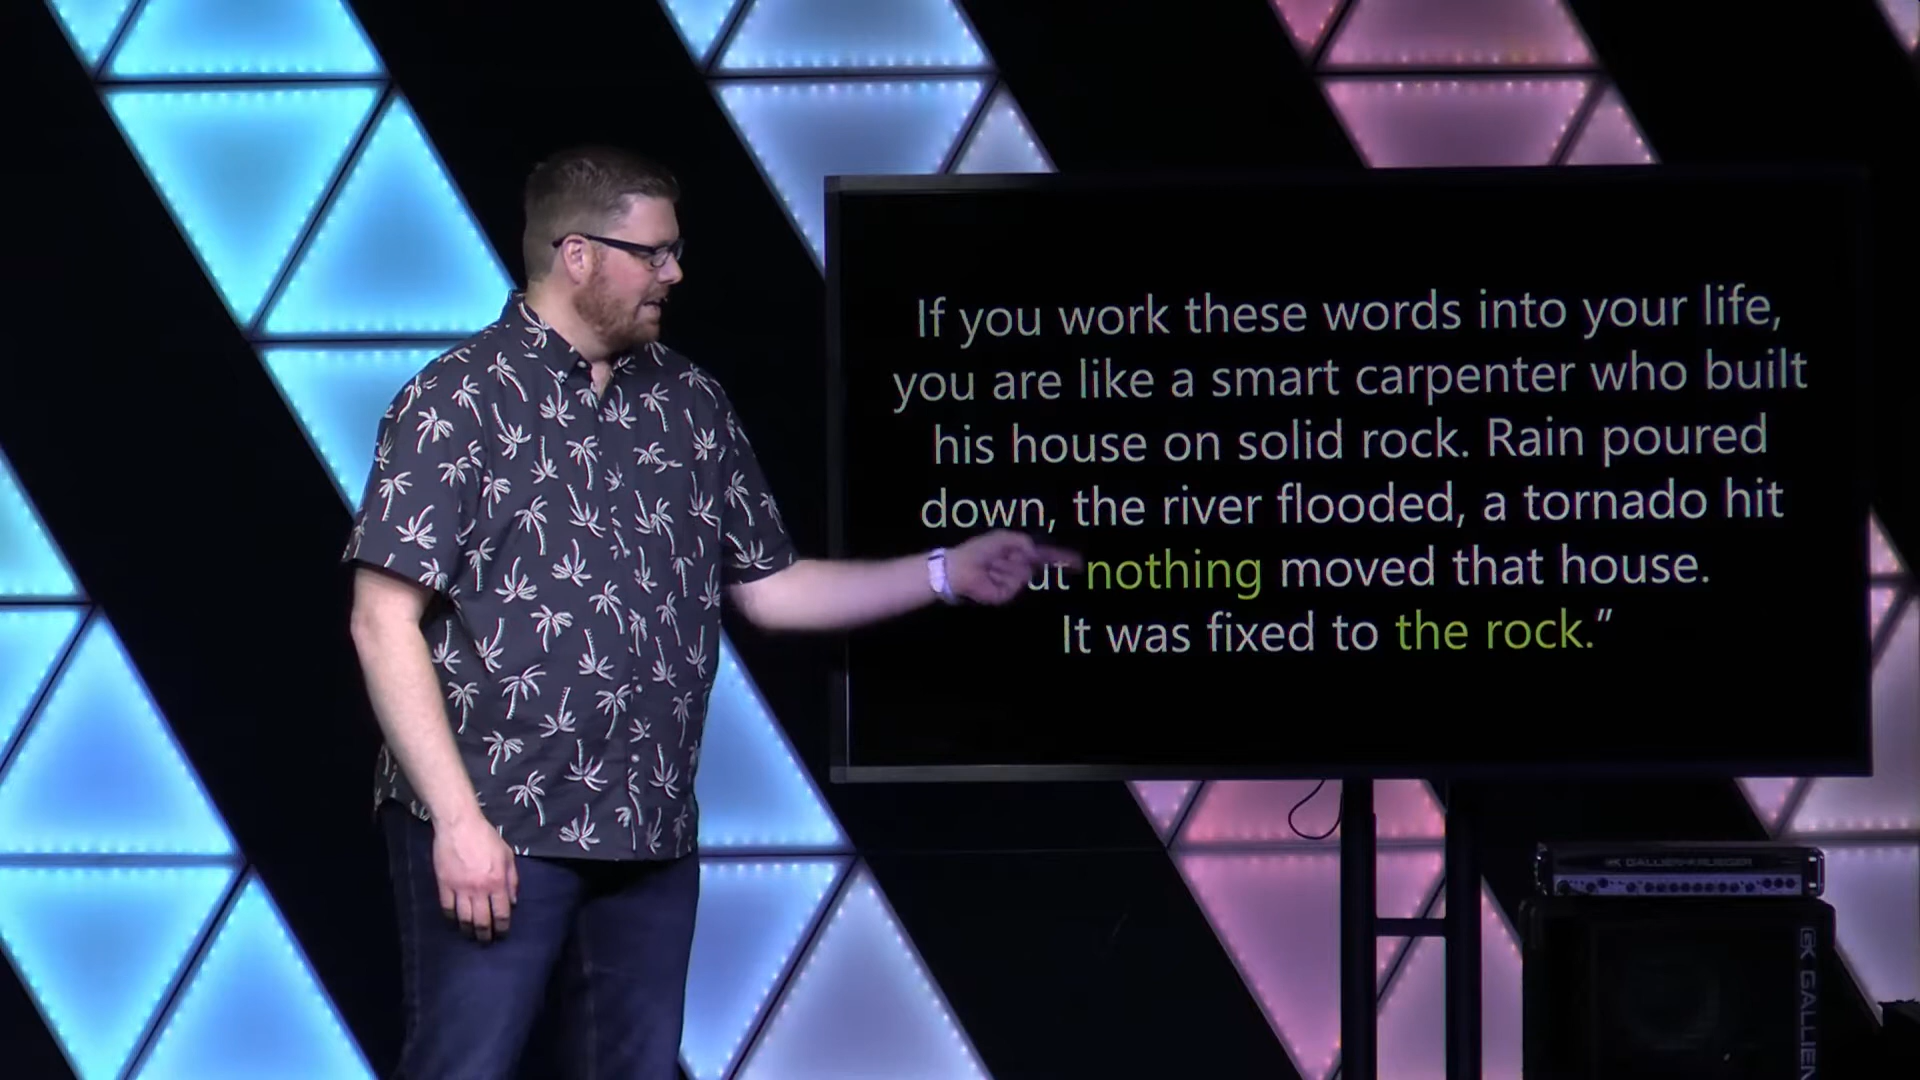 If you work these words into your life,
you are like a smart carpenter who built
his house on solid rock. Rain poured
down, the river flooded, a tornado hit
nothing moved that house.
It was fixed to the rock.”
GALLIEN-KRUEGER
GK GALLIEN